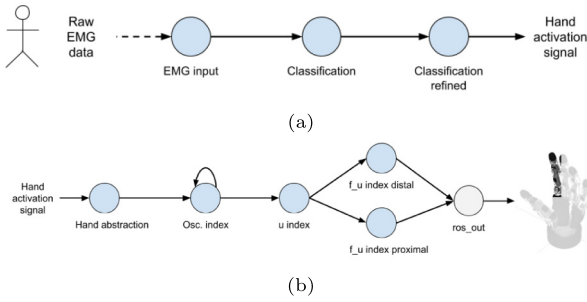 Raw
EMG
data
EMG input
Classification
Classification
refined
Hand
activation
signal
(a)
Hand
activation
signal
Hand abstraction
Osc. index
u index
f_u index distal
f_u index proximal
ros_out
(b)